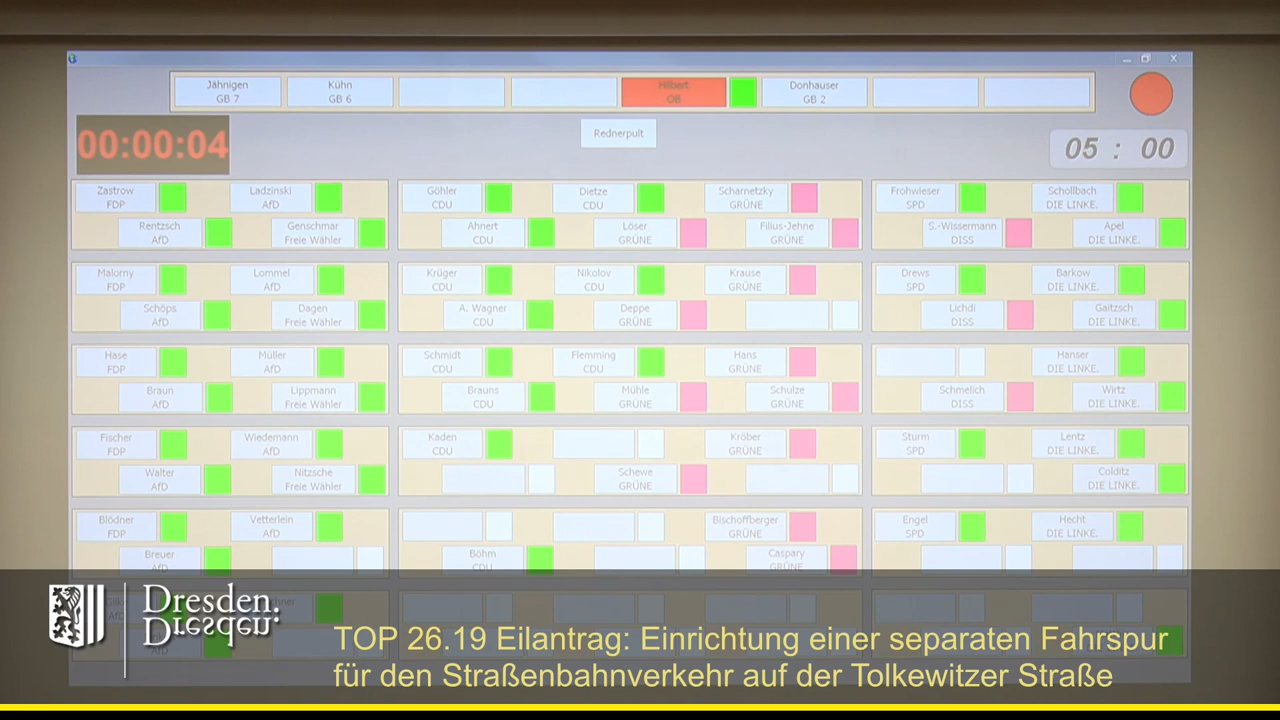 Jähnigen
GB 7
Kühn
GB 6
Hilbert
OB
Donhauser
GB 2
00:00:04
Rednerpult
05 : 00
Zastrow
FDP
Ladzinski
AfD
Rentzsch
AfD
Genschmar
Freie Wähler
Göhler
CDU
Dietze
CDU
Scharnetzky
GRÜNE
Ahnert
CDU
Löser
GRÜNE
Filius-Jehne
GRÜNE
Frohwieser
SPD
Schollbach
DIE LINKE.
S.-Wissermann
DISS
Apel
DIE LINKE.
Malorny
FDP
Lommel
AfD
Schöps
AfD
Dagen
Freie Wähler
Krüger
CDU
Nikolov
CDU
Krause
GRÜNE
A. Wagner
CDU
Deppe
GRÜNE
Drews
SPD
Barkow
DIE LINKE.
Lichdi
DISS
Gaitzsch
DIE LINKE.
Hase
FDP
Müller
AfD
Braun
AfD
Lippmann
Freie Wähler
Schmidt
CDU
Flemming
CDU
Hans
GRÜNE
Brauns
CDU
Mühle
GRÜNE
Schulze
GRÜNE
Hanser
DIE LINKE.
Schmelich
DISS
Wirtz
DIE LINKE.
Fischer
FDP
Wiedemann
AfD
Walter
AfD
Nitzsche
Freie Wähler
Kaden
CDU
Kröber
GRÜNE
Schewe
GRÜNE
Sturm
SPD
Lentz
DIE LINKE.
Colditz
DIE LINKE.
Blödner
FDP
Vetterlein
AfD
Breuer
Böhm
CDU
Bischoffberger
GRÜNE
Caspary
GRÜNE
Engel
SPD
Hecht
DIE LINKE.
AfD
AfD
Dresden.
Dresden.
TOP 26.19 Eilantrag: Einrichtung einer separaten Fahrspur
für den Straßenbahnverkehr auf der Tolkewitzer Straße